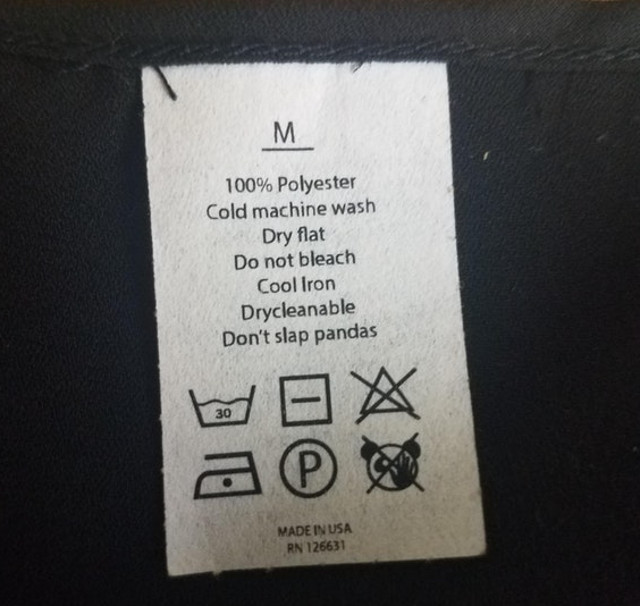 M
100% Polyester
Cold machine wash
Dry flat
Do not bleach
Cool Iron
Drycleanable
Don't slap pandas
30
P
MADE IN USA
RN 126631